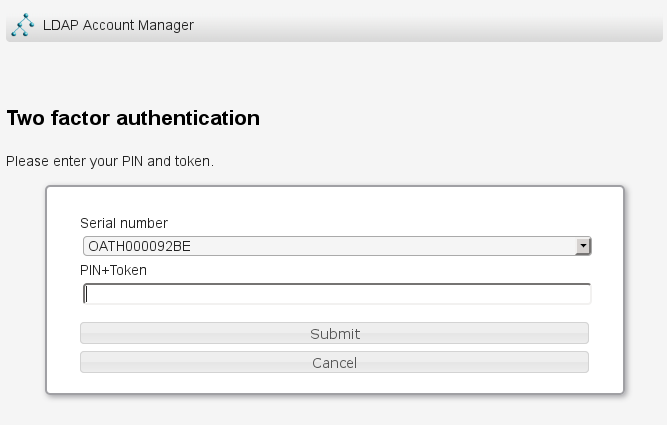 LDAP Account Manager
Two factor authentication
Please enter your PIN and token.
Serial number
OATH000092BE
PIN+Token
Submit
Cancel